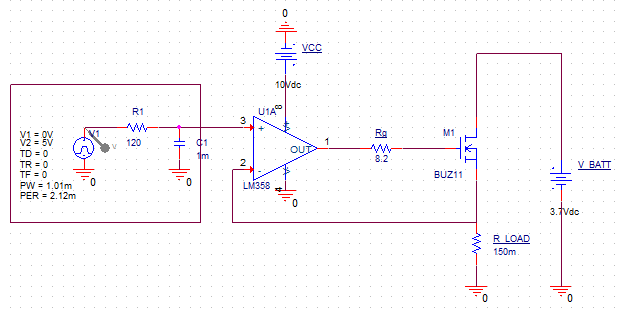 0
VCC
10Vdc
R1
120
V1 = 0V
V2 = 5V
TD = 0
TR = 0
TF = 0
PW = 1.01m
PER = 2.12m
V1
V
0
C1
1m
0
3
+
U1A
8
V+
OUT
1
2
-
V-
4
LM358
0
Rg
8.2
M1
BUZ11
V_BATT
3.7Vdc
R_LOAD
150m
0
0